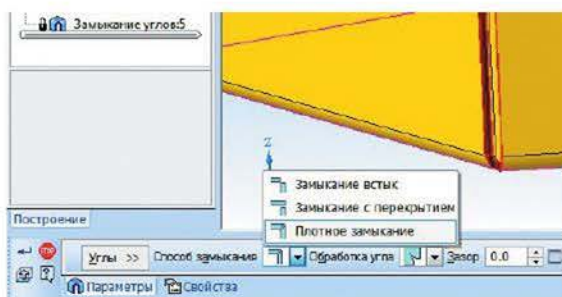 Замыкание углов:5
Z
Замыкание встык
Замыкание с перекрытием
Плотное замыкание
Построение
STOP
Углы >> Способ замыкания Обработка угла Зазор 0.0
Параметры Свойства